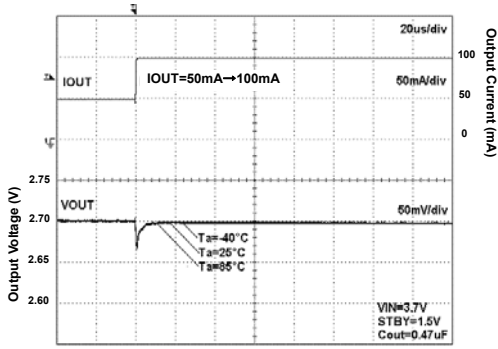 20us/div
100
IOUT
IOUT=50mA→100mA
50mA/div
50
0
Output Current (mA)
2.75
VOUT
50mV/div
2.70
Ta=-40°C
Ta=25°C
2.65
Ta=85°C
2.60
Output Voltage (V)
VIN=3.7V
STBY=1.5V
Cout=0.47uF